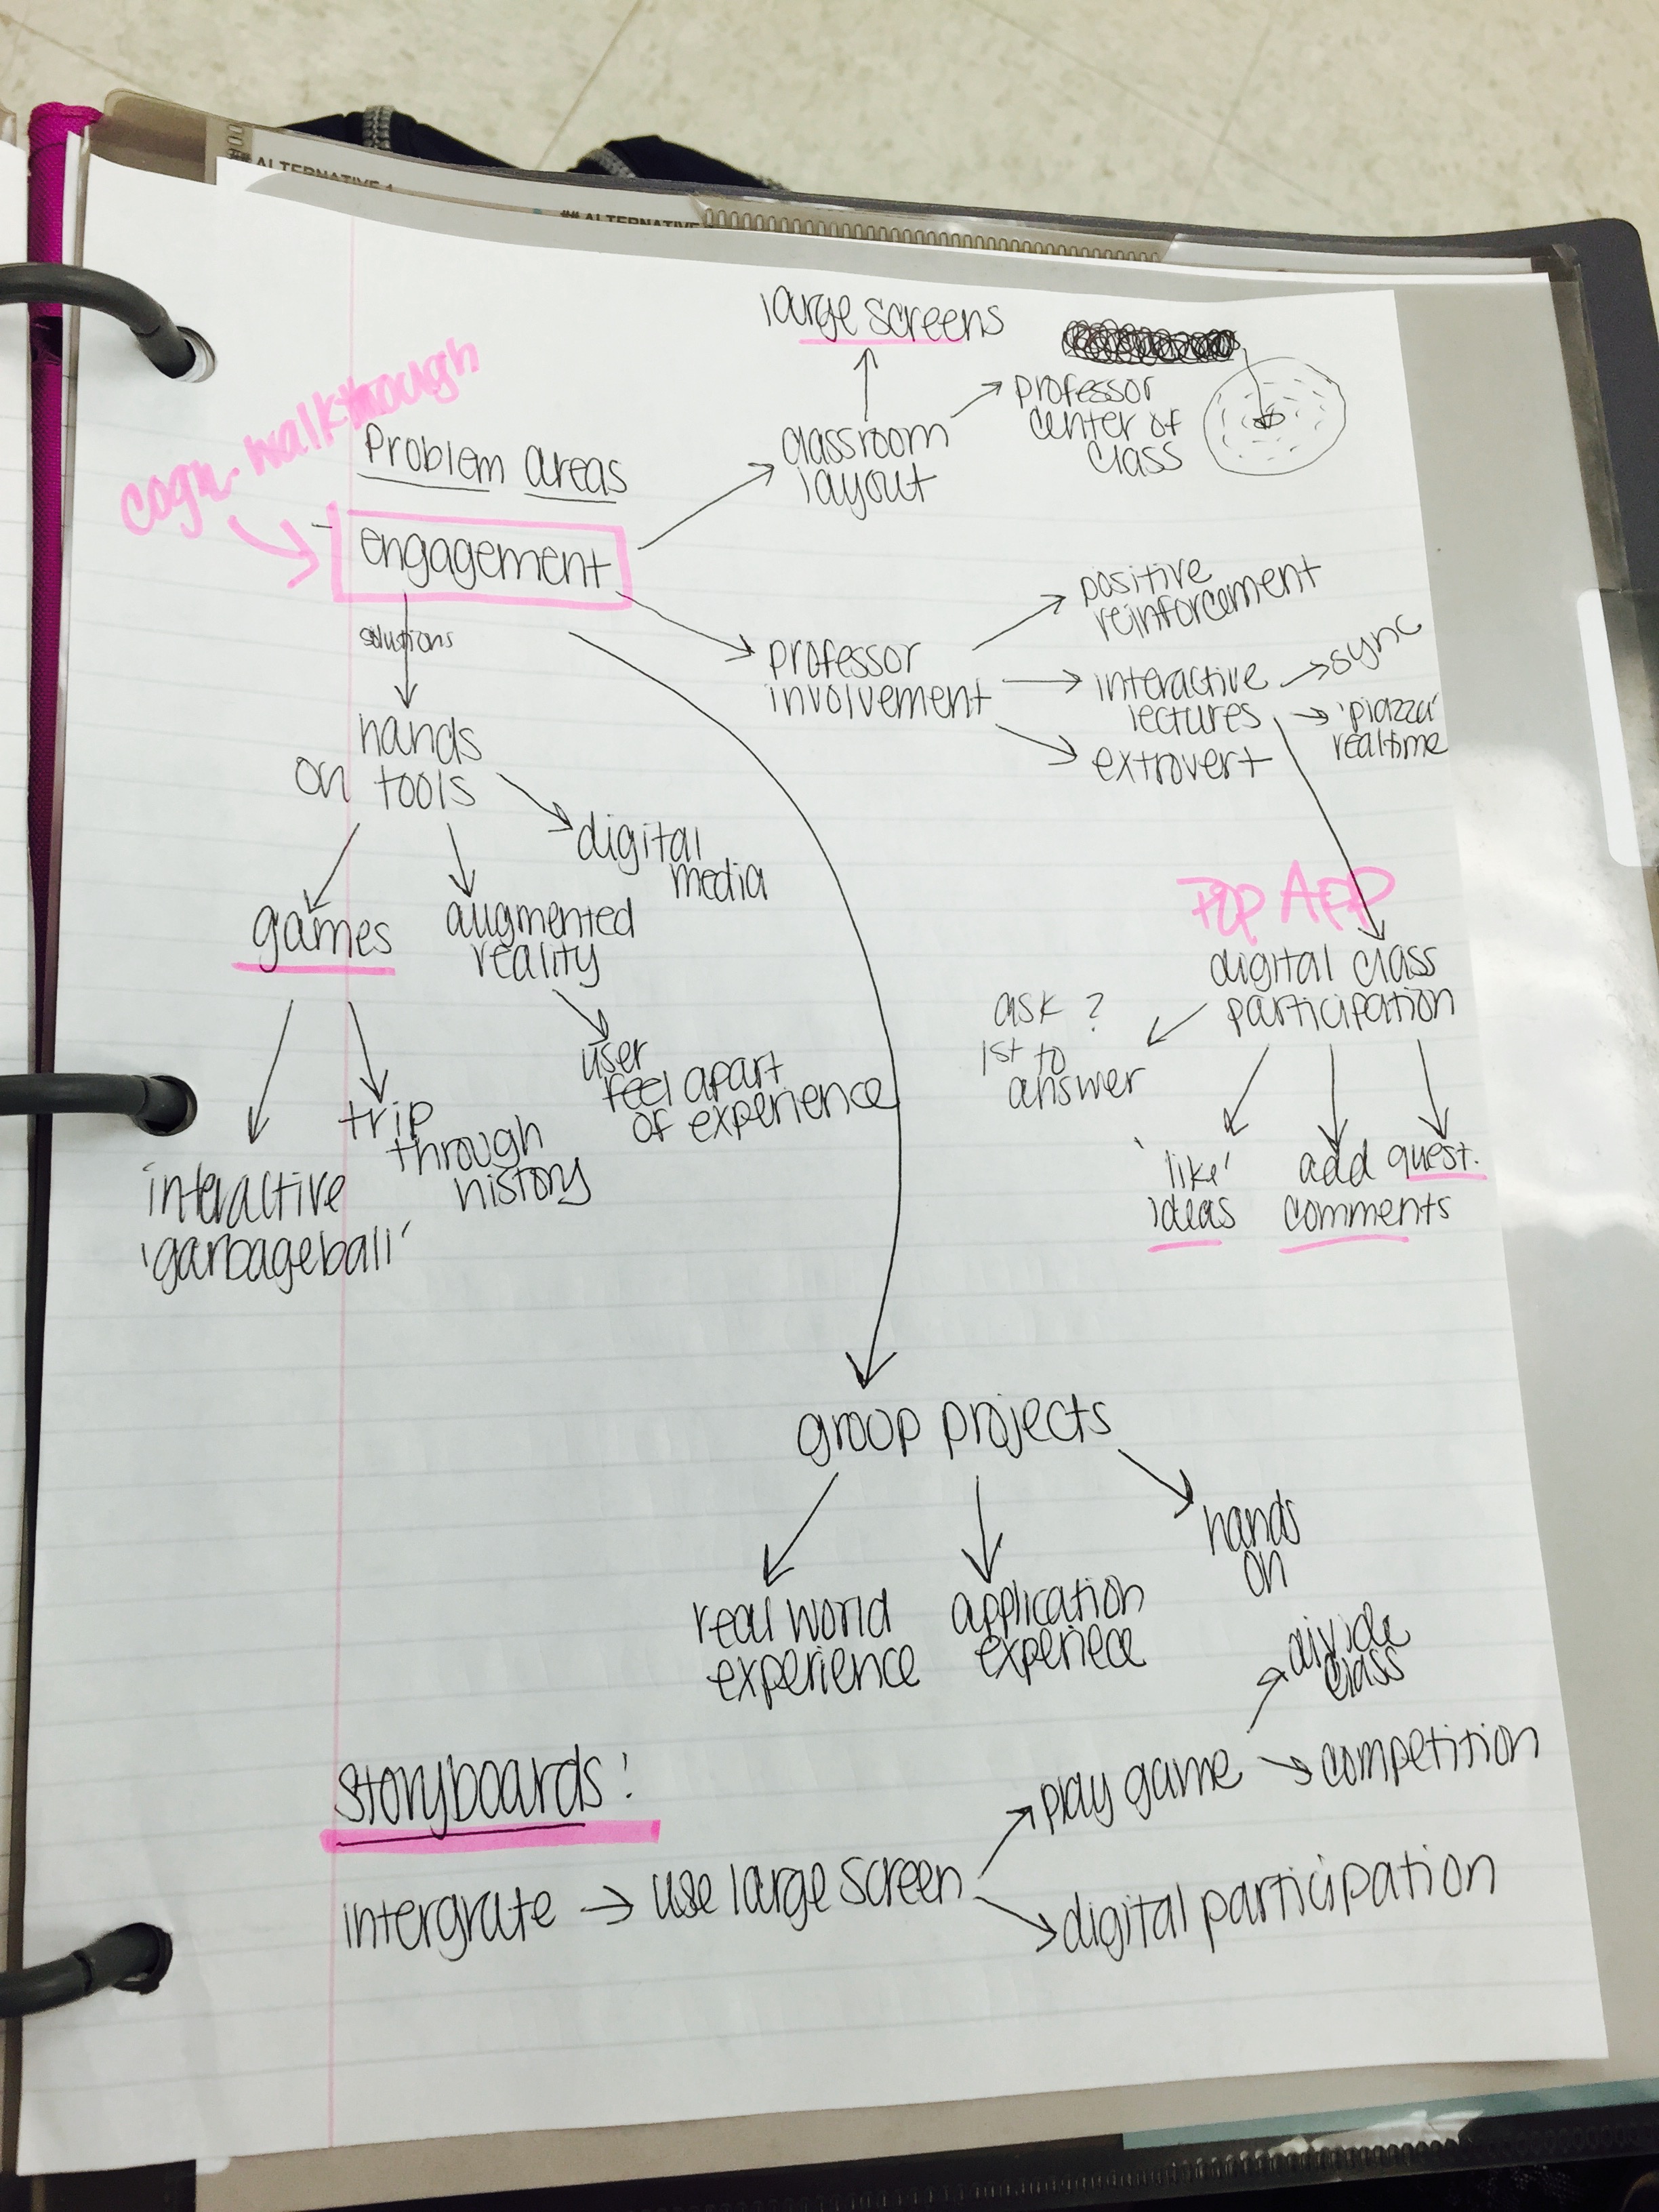 ## ALTERNATIVE 1
## ALTERNATIVE
large screens
cogn. walkthough
Problem areas
classroom
layout
professor
center of
class
engagement
solutions
professor
involvement
positive
reinforcement
interactive
lectures
sync
'piazza'
realtime
extrovert
hands
on tools
digital
media
games
augmented
reality
user
feel apart
of experience
trip
through
history
interactive
'garbageball'
POP APP
digital class
participation
ask ?
1st to
answer
'like'
ideas
add
comments
quest.
group projects
real world
experience
application
experiece
hands
on
Storyboards:
intergrate → use large screen
play game
divide
class
competition
digital participation